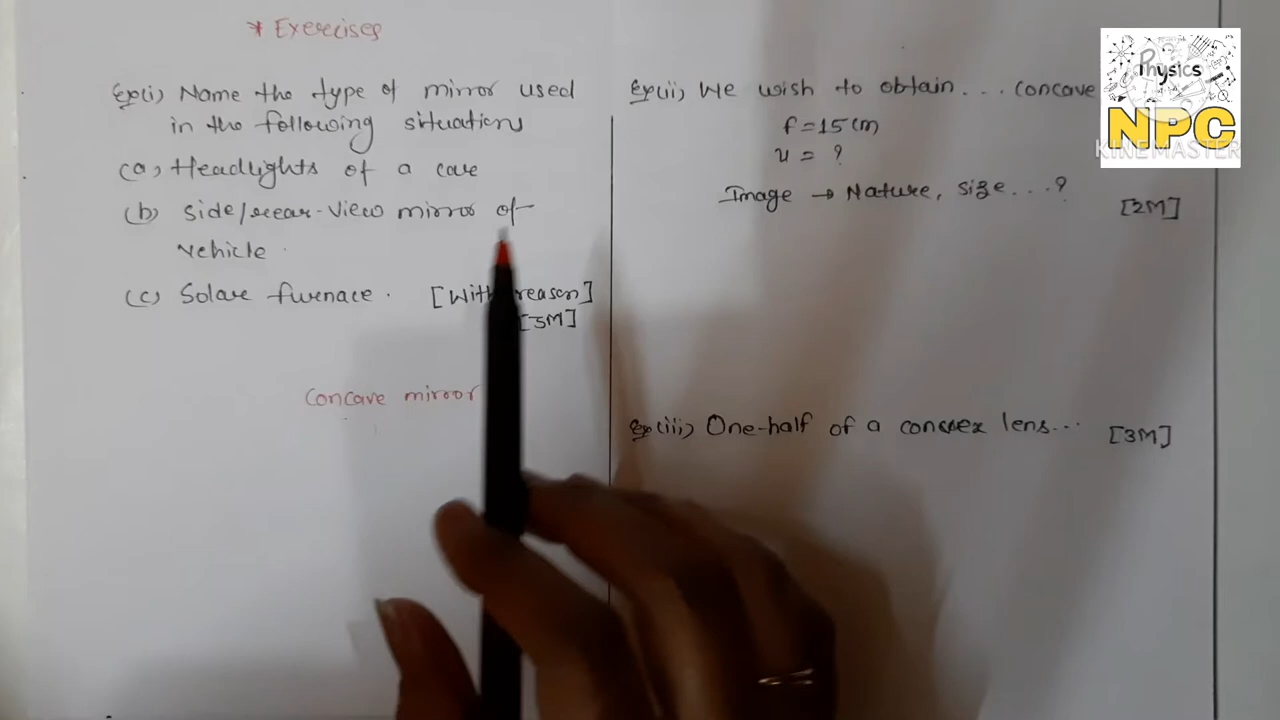 * Exercises
Ex(i) Name the type of mirror used
in the following situations
(a) Headlights of a car
(b) side/rear-view mirror of
vehicle.
(c) Solar furnace. [With reason]
[3M]
Concave mirror
Ex(ii) We wish to obtain... concave
f = 15 cm
u = ?
Image → Nature, size...?
[2M]
Ex(iii) One-half of a convex lens...
[3M]
Physics
NPC
KINEMASTER